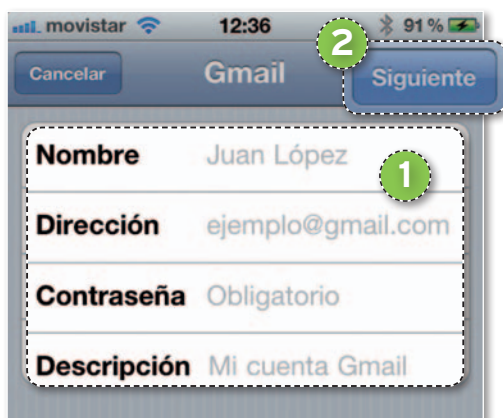 movistar 12:36 91 %
2
Cancelar Gmail Siguiente
Nombre Juan López
1
Dirección ejemplo@gmail.com
Contraseña Obligatorio
Descripción Mi cuenta Gmail